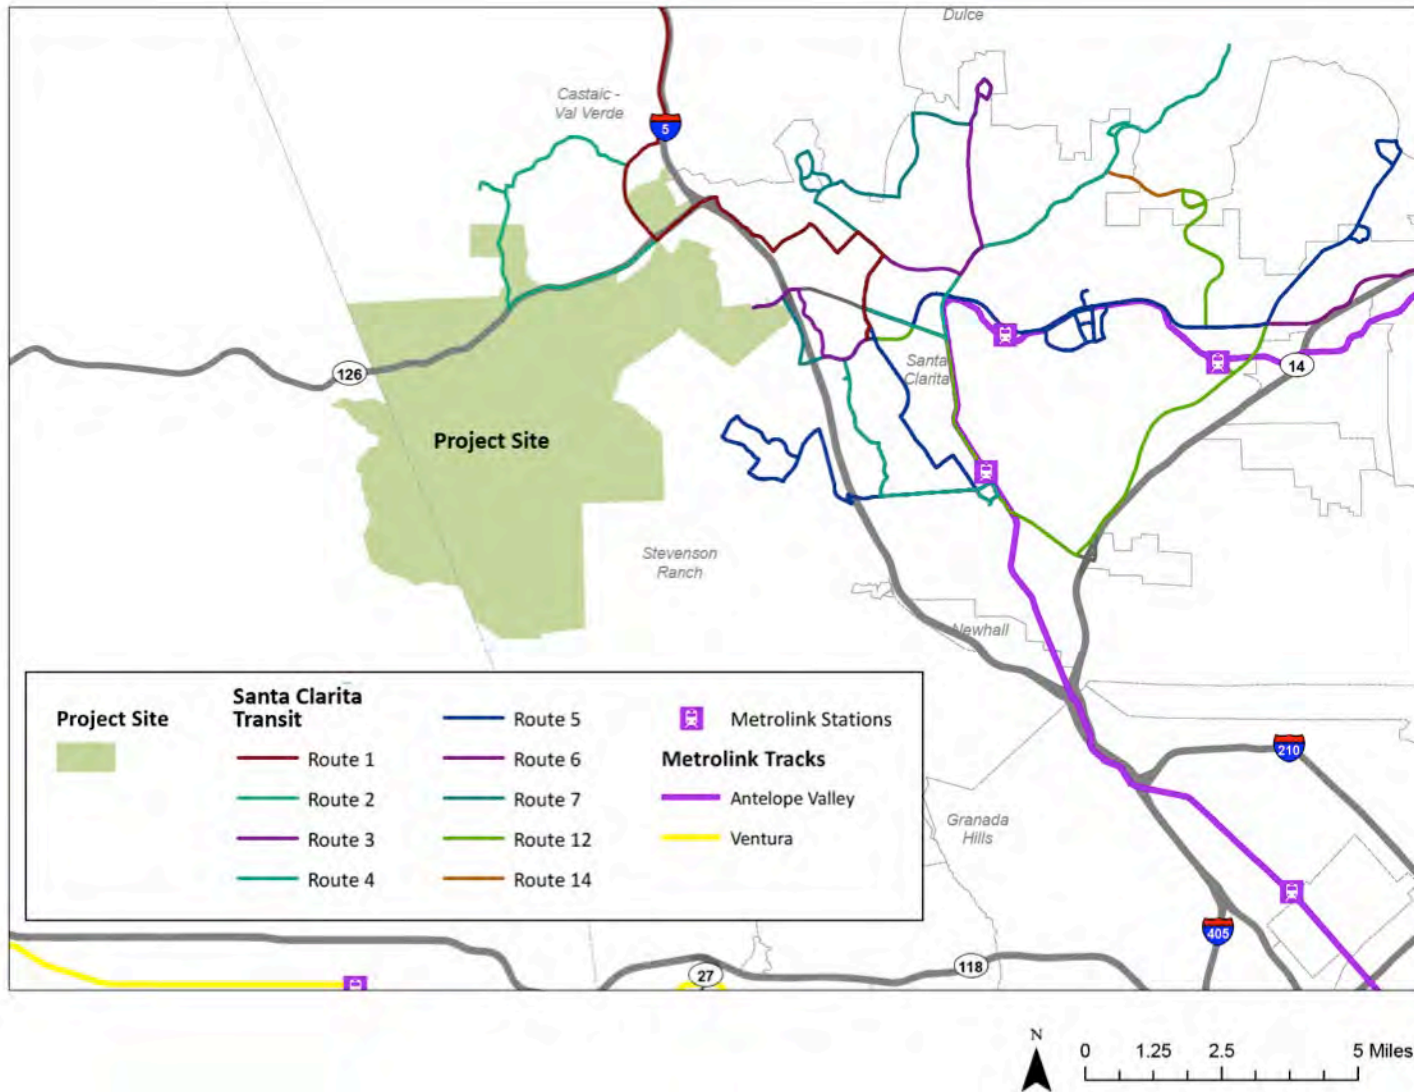 Dulce
Castaic -
Val Verde
5
Santa
Clarita
126
14
Project Site
Stevenson
Ranch
Newhall
Project Site
Santa Clarita
Transit
Route 1
Route 2
Route 3
Route 4
Route 5
Route 6
Route 7
Route 12
Route 14
Metrolink Stations
Metrolink Tracks
Antelope Valley
Ventura
210
Granada
Hills
405
27
118
N
0 1.25 2.5 5 Miles